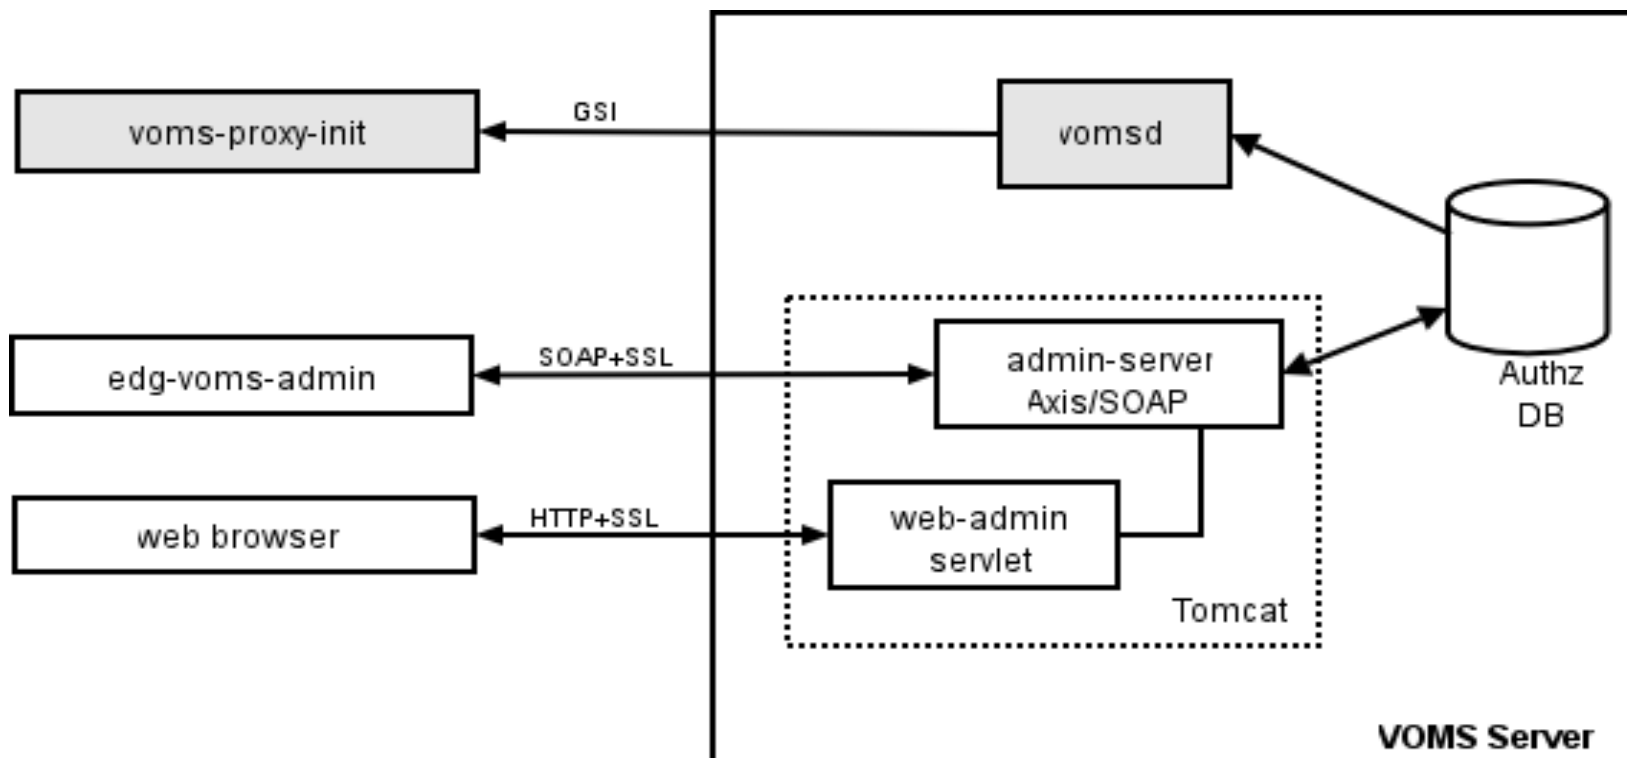 GSI
voms-proxy-init
vomsd
SOAP+SSL
edg-voms-admin
admin-server
Axis/SOAP
Authz
DB
HTTP+SSL
web browser
web-admin
servlet
Tomcat
VOMS Server